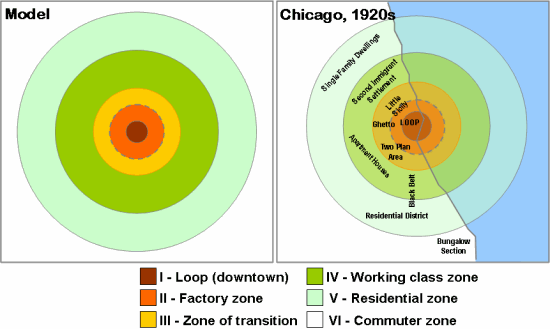 Model
Chicago, 1920s
Single Family Dwellings
Second Immigrant
Settlement
Little
Sicily
Ghetto
LOOP
Two Plan
Area
Apartment Houses
Black Belt
Residential District
Bungalow
Section
I - Loop (downtown)
II - Factory zone
III - Zone of transition
IV - Working class zone
V - Residential zone
VI - Commuter zone